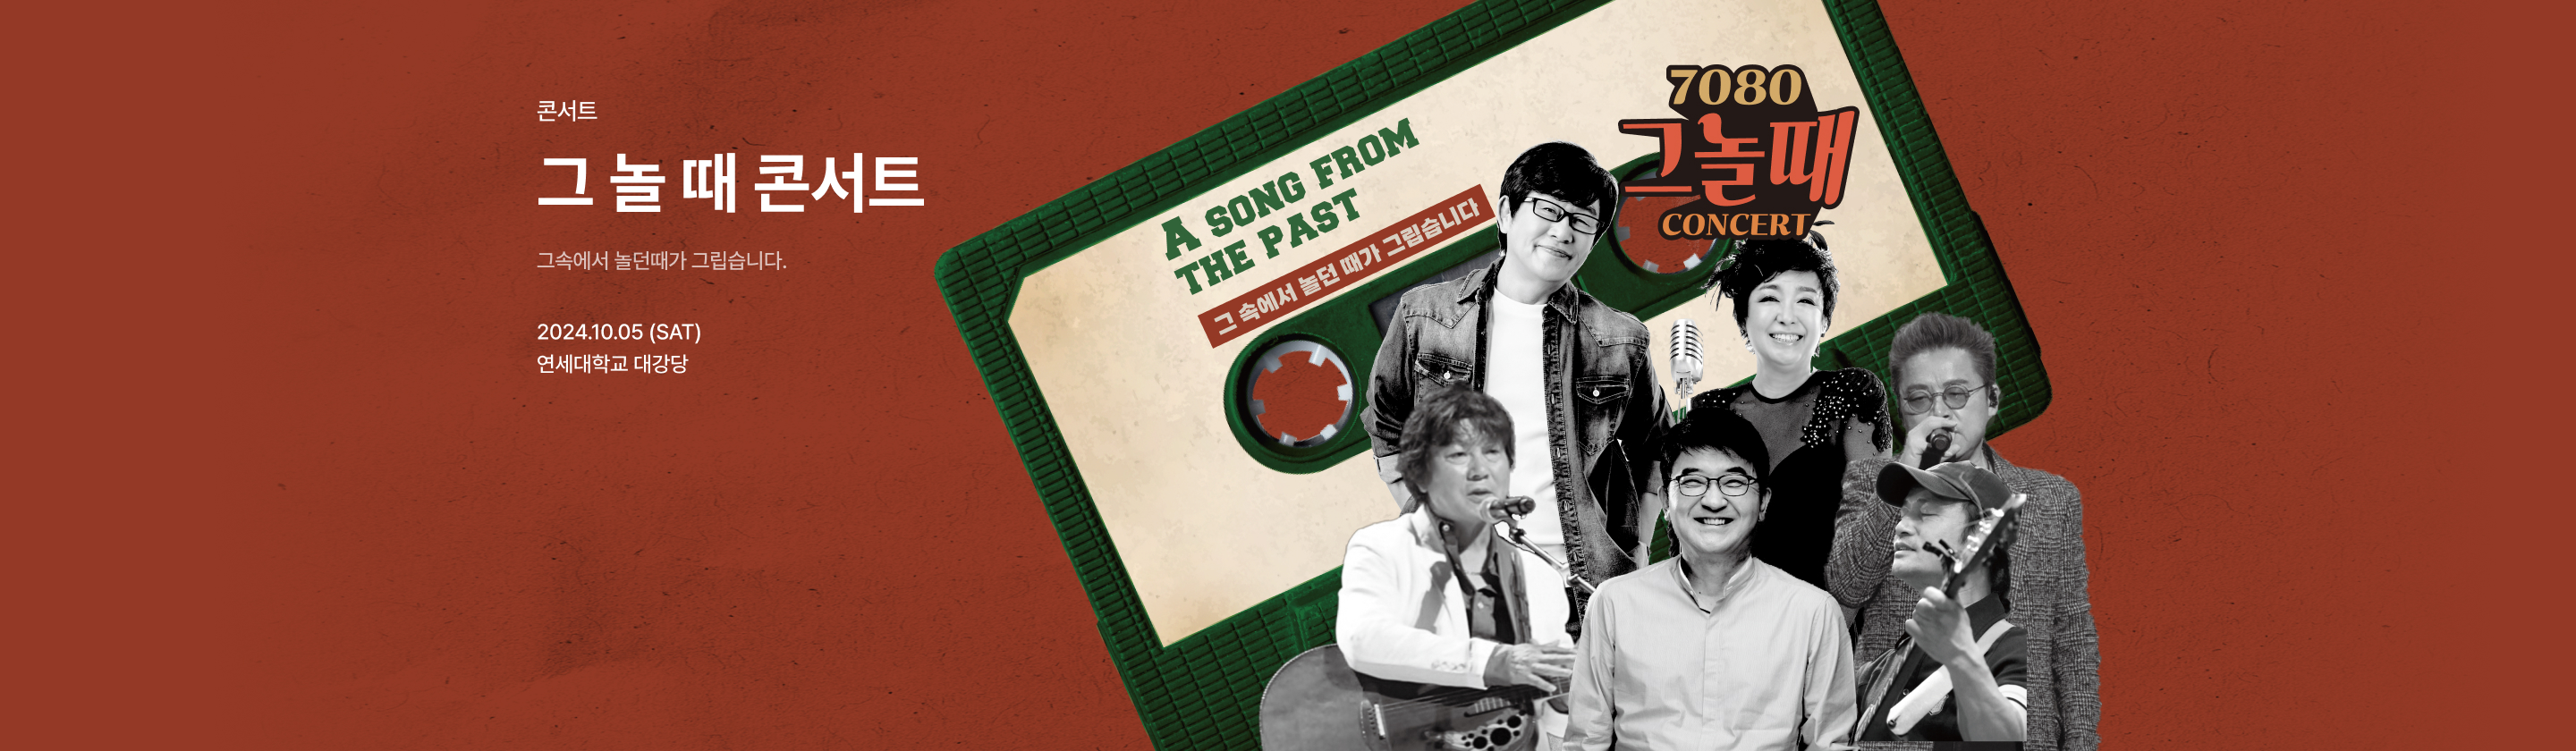 콘서트
그 놀 때 콘서트
그속에서 놀던때가 그립습니다.
2024.10.05 (SAT)
연세대학교 대강당
A SONG FROM
THE PAST
그 속에서 놀던 때가 그립습니다
7080
그놀때
CONCERT